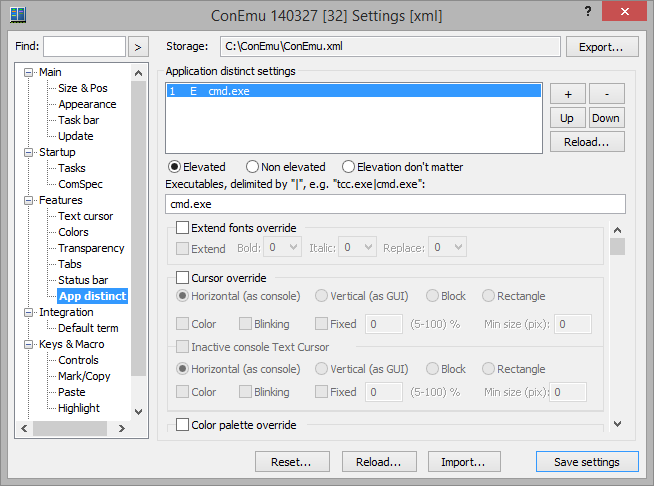 ConEmu 140327 [32] Settings [xml]
Find: > Storage: C:\ConEmu\ConEmu.xml Export...
Main
Size & Pos
Appearance
Task bar
Update
Startup
Tasks
ComSpec
Features
Text cursor
Colors
Transparency
Tabs
Status bar
App distinct
Integration
Default term
Keys & Macro
Controls
Mark/Copy
Paste
Highlight
Application distinct settings
1 E cmd.exe
+ -
Up Down
Reload...
Elevated Non elevated Elevation don't matter
Executables, delimited by "|", e.g. "tcc.exe|cmd.exe":
cmd.exe
Extend fonts override
Extend Bold: 0 Italic: 0 Replace: 0
Cursor override
Horizontal (as console) Vertical (as GUI) Block Rectangle
Color Blinking Fixed 0 (5-100) % Min size (pix): 0
Inactive console Text Cursor
Horizontal (as console) Vertical (as GUI) Block Rectangle
Color Blinking Fixed 0 (5-100) % Min size (pix): 0
Color palette override
Reset... Reload... Import... Save settings